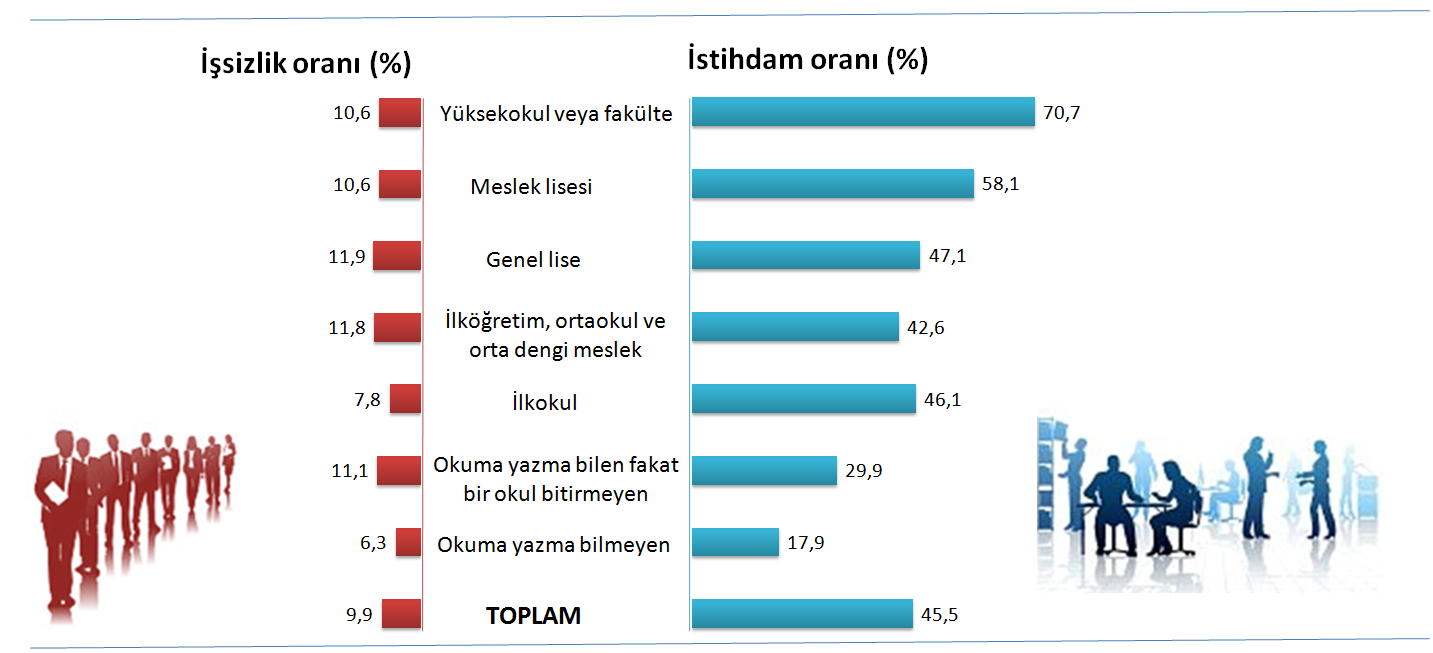 İşsizlik oranı (%)
İstihdam oranı (%)
10,6 Yüksekokul veya fakülte 70,7
10,6 Meslek lisesi 58,1
11,9 Genel lise 47,1
11,8 İlköğretim, ortaokul ve 42,6
orta dengi meslek
7,8 İlkokul 46,1
11,1 Okuma yazma bilen fakat 29,9
bir okul bitirmeyen
6,3 Okuma yazma bilmeyen 17,9
9,9 TOPLAM 45,5